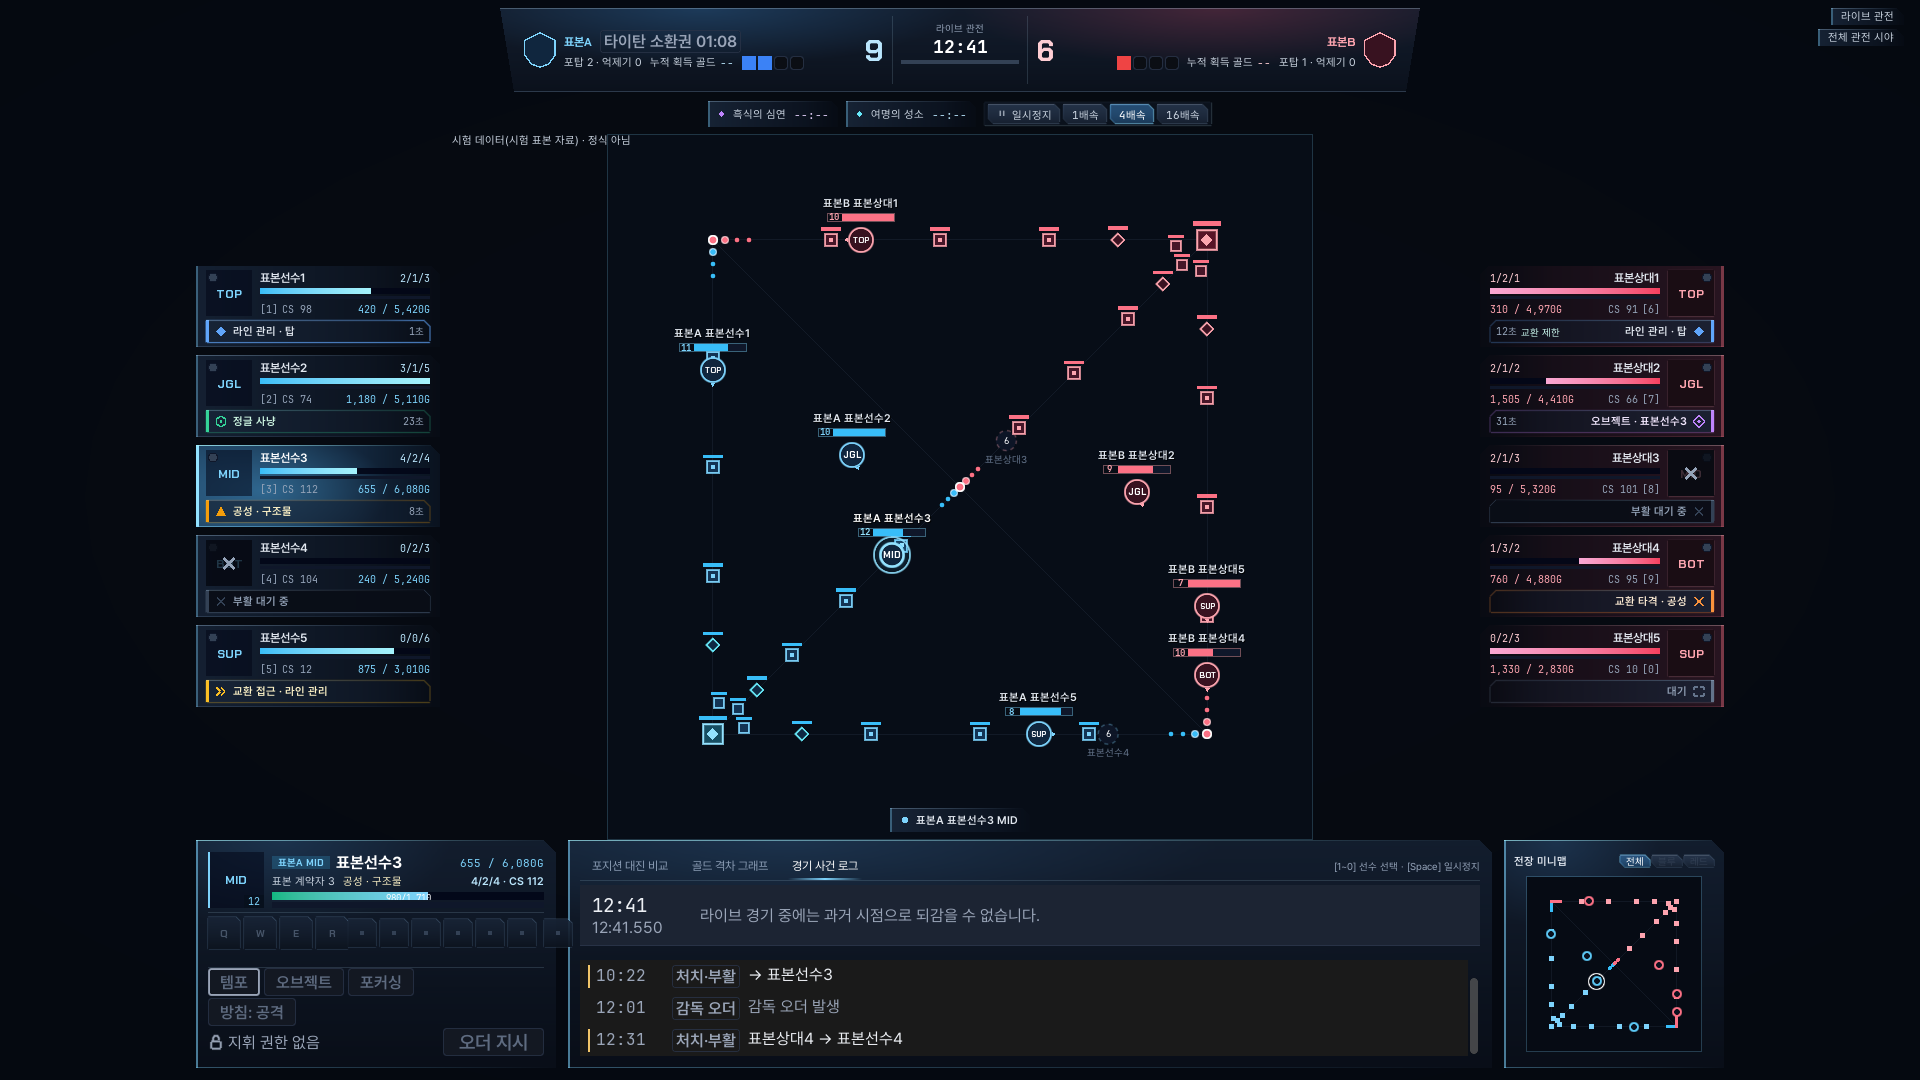 표본A 타이탄 소환권 01:08
포탑 2 · 억제기 0 누적 획득 골드 --
9
라이브 관전
12:41
6
표본B
누적 획득 골드 -- 포탑 1 · 억제기 0
라이브 관전
전체 관전 시야
흑식의 심연 --:--
여명의 성소 --:--
일시정지 1배속 4배속 16배속
시험 데이터(시험 표본 자료) · 정식 아님
TOP
표본선수1 2/1/3
[1] CS 98 420 / 5,420G
라인 관리 · 탑 1초
JGL
표본선수2 3/1/5
[2] CS 74 1,180 / 5,110G
정글 사냥 23초
MID
표본선수3 4/2/4
[3] CS 112 655 / 6,080G
공성 · 구조물 8초
표본선수4 0/2/3
[4] CS 104 240 / 5,240G
부활 대기 중
SUP
표본선수5 0/0/6
[5] CS 12 875 / 3,010G
교환 접근 · 라인 관리
표본B 표본상대1
10
TOP
표본A 표본선수1
11
TOP
표본A 표본선수2
10
JGL
6
표본상대3
표본B 표본상대2
9
JGL
표본A 표본선수3
12
MID
표본B 표본상대5
7
SUP
표본B 표본상대4
10
BOT
표본A 표본선수5
8
SUP
6
표본선수4
표본A 표본선수3 MID
1/2/1 표본상대1
TOP
310 / 4,970G CS 91 [6]
12초 교환 제한 라인 관리 · 탑
2/1/2 표본상대2
JGL
1,505 / 4,410G CS 66 [7]
31초 오브젝트 · 표본선수3
2/1/3 표본상대3
95 / 5,320G CS 101 [8]
부활 대기 중
1/3/2 표본상대4
BOT
760 / 4,880G CS 95 [9]
교환 타격 · 공성
0/2/3 표본상대5
SUP
1,330 / 2,830G CS 10 [0]
대기
MID
12
표본A MID 표본선수3 655 / 6,080G
표본 계약자 3 공성 · 구조물 4/2/4 · CS 112
Q W E R
템포 오브젝트 포커싱
방침: 공격
지휘 권한 없음 오더 지시
포지션 대진 비교 골드 격차 그래프 경기 사건 로그
[1~0] 선수 선택 · [Space] 일시정지
12:41
12:41.550
라이브 경기 중에는 과거 시점으로 되감을 수 없습니다.
10:22 처치·부활 → 표본선수3
12:01 감독 오더 감독 오더 발생
12:31 처치·부활 표본상대4 → 표본선수4
전장 미니맵 전체